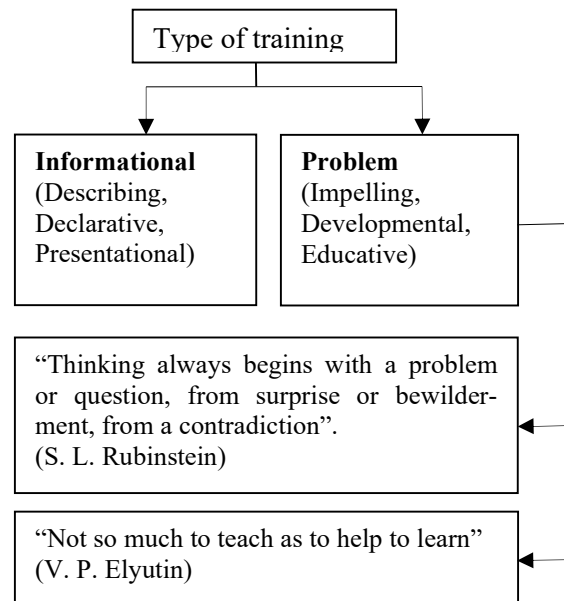 Type of training
Informational
(Describing,
Declarative,
Presentational)
Problem
(Impelling,
Developmental,
Educative)
“Thinking always begins with a problem
or question, from surprise or bewilder-
ment, from a contradiction”.
(S. L. Rubinstein)
“Not so much to teach as to help to learn”
(V. P. Elyutin)